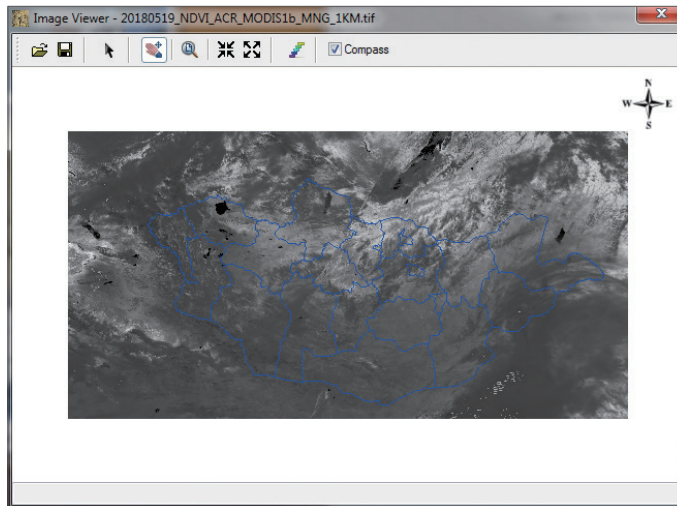 Image Viewer - 20180519_NDVI_ACR_MODIS1b_MNG_1KM.tif
Compass
N
W E
S